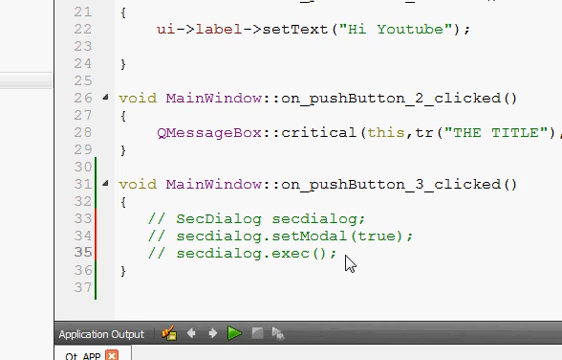 21 {
22 ui->label->setText("Hi Youtube");
23
24 }
25
26 void MainWindow::on_pushButton_2_clicked()
27 {
28 QMessageBox::critical(this,tr("THE TITLE"),
29 }
30
31 void MainWindow::on_pushButton_3_clicked()
32 {
33 // SecDialog secdialog;
34 // secdialog.setModal(true);
35 // secdialog.exec();
36 }
37
Application Output
Qt_APP